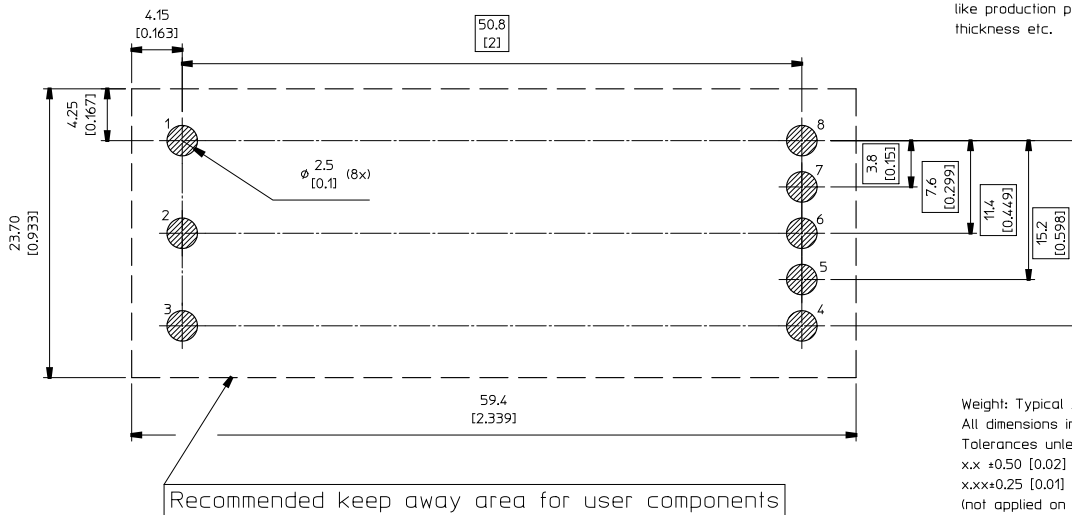 like production p
thickness etc.
4.15
[0.163]
50.8
[2]
4.25
[0.167]
1
8
ø 2.5 (8x)
[0.1]
3.8
[0.15]
7
7.6
[0.299]
11.4
[0.449]
15.2
[0.598]
23.70
[0.933]
2
6
5
3
4
59.4
[2.339]
Weight: Typical
All dimensions in
Tolerances unle
x.x ±0.50 [0.02]
x.xx±0.25 [0.01]
(not applied on
Recommended keep away area for user components